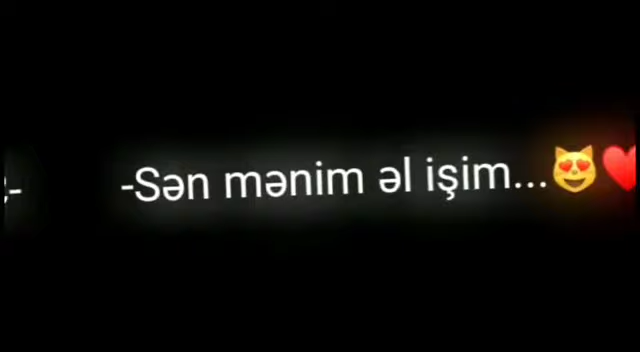 -Sən mənim əl işim...😻❤️